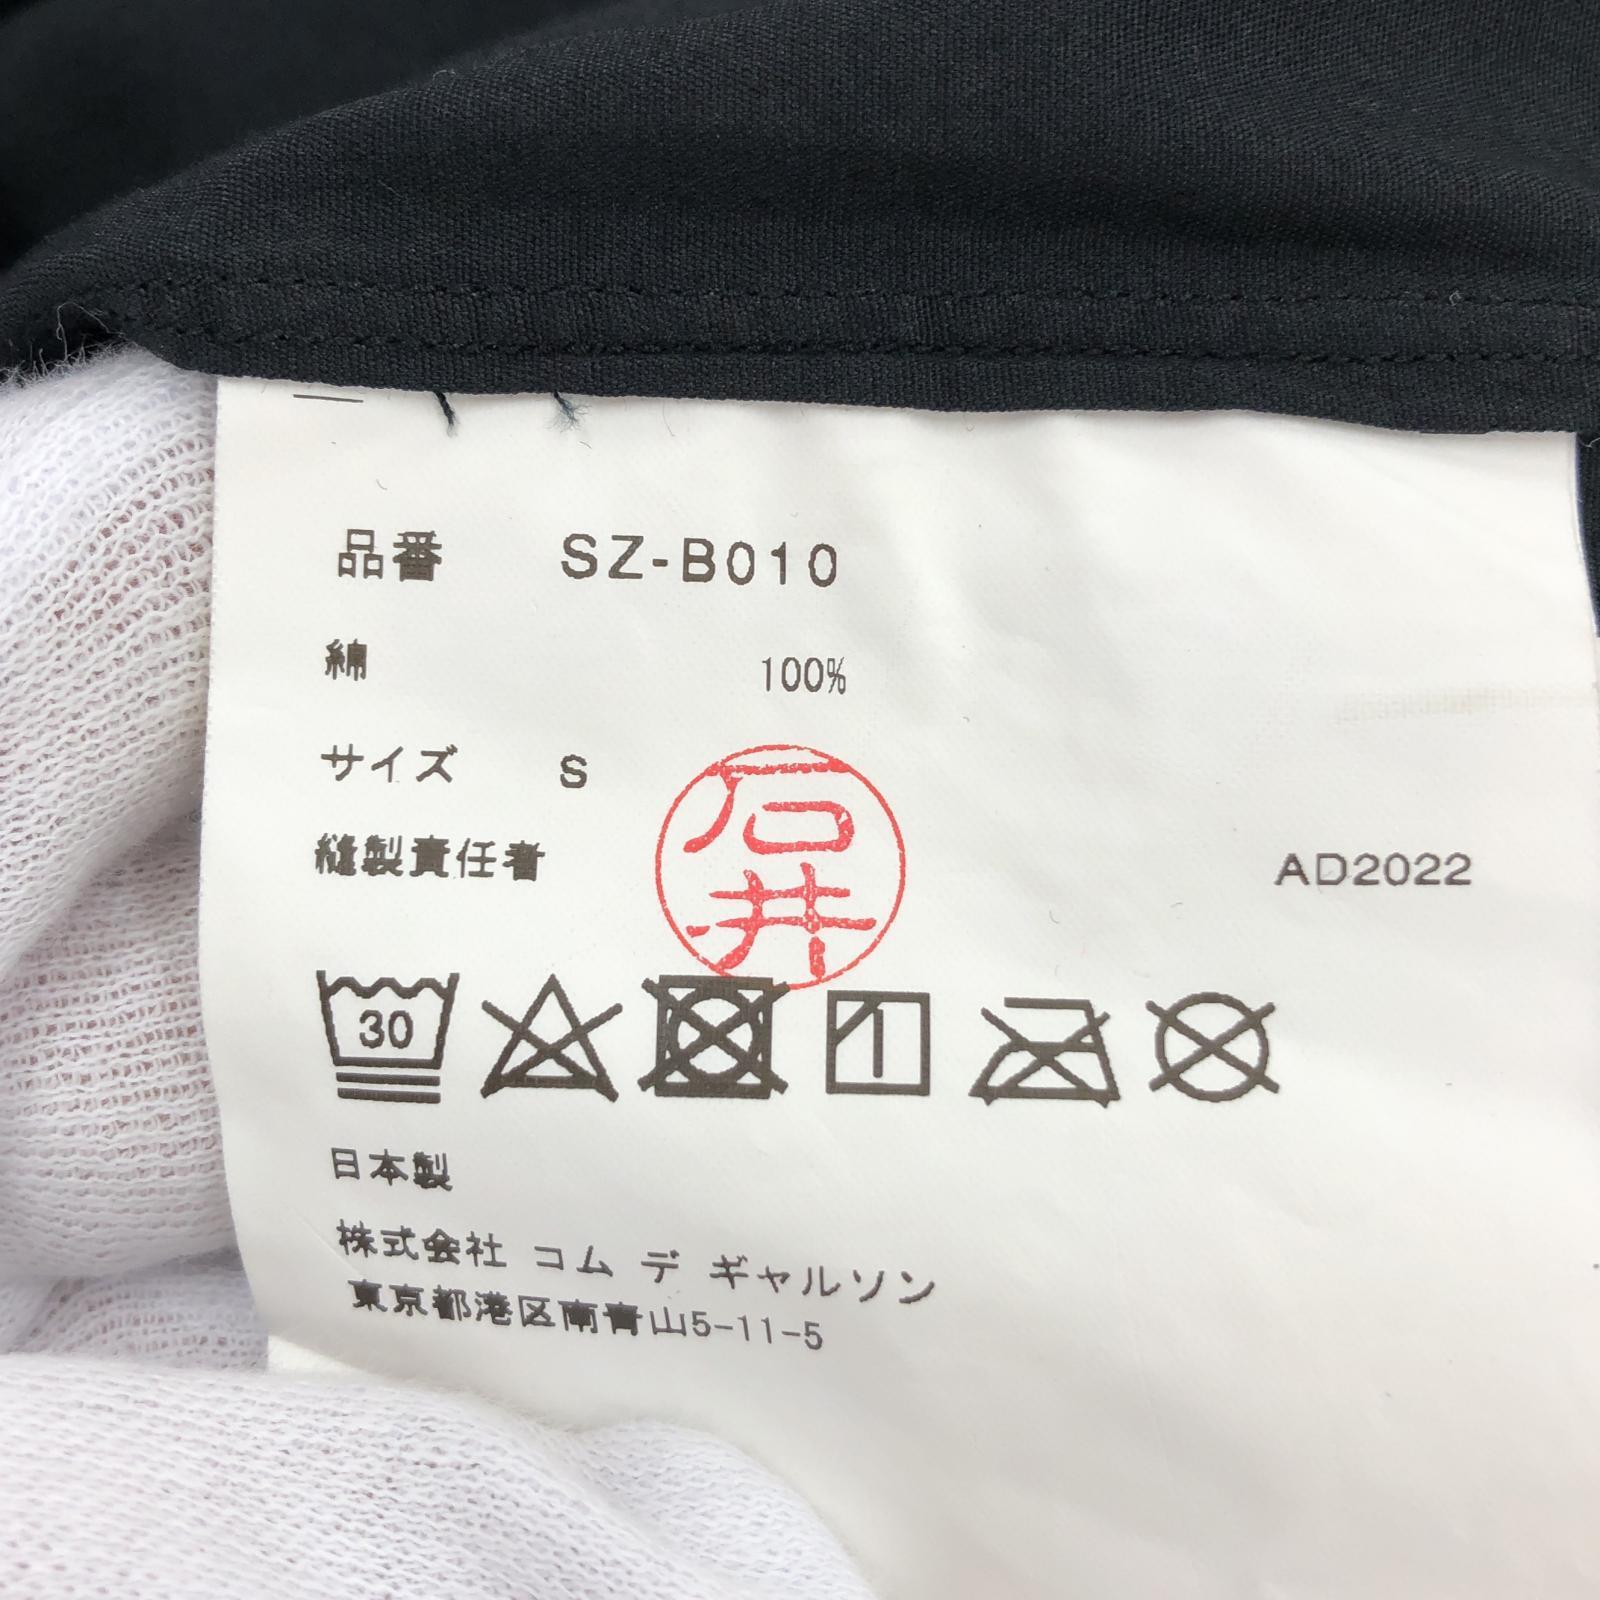 品番 SZ-B010
綿 100%
サイズ S
縫製責任者 石井 AD2022
30
日本製
株式会社 コム デ ギャルソン
東京都港区南青山5-11-5